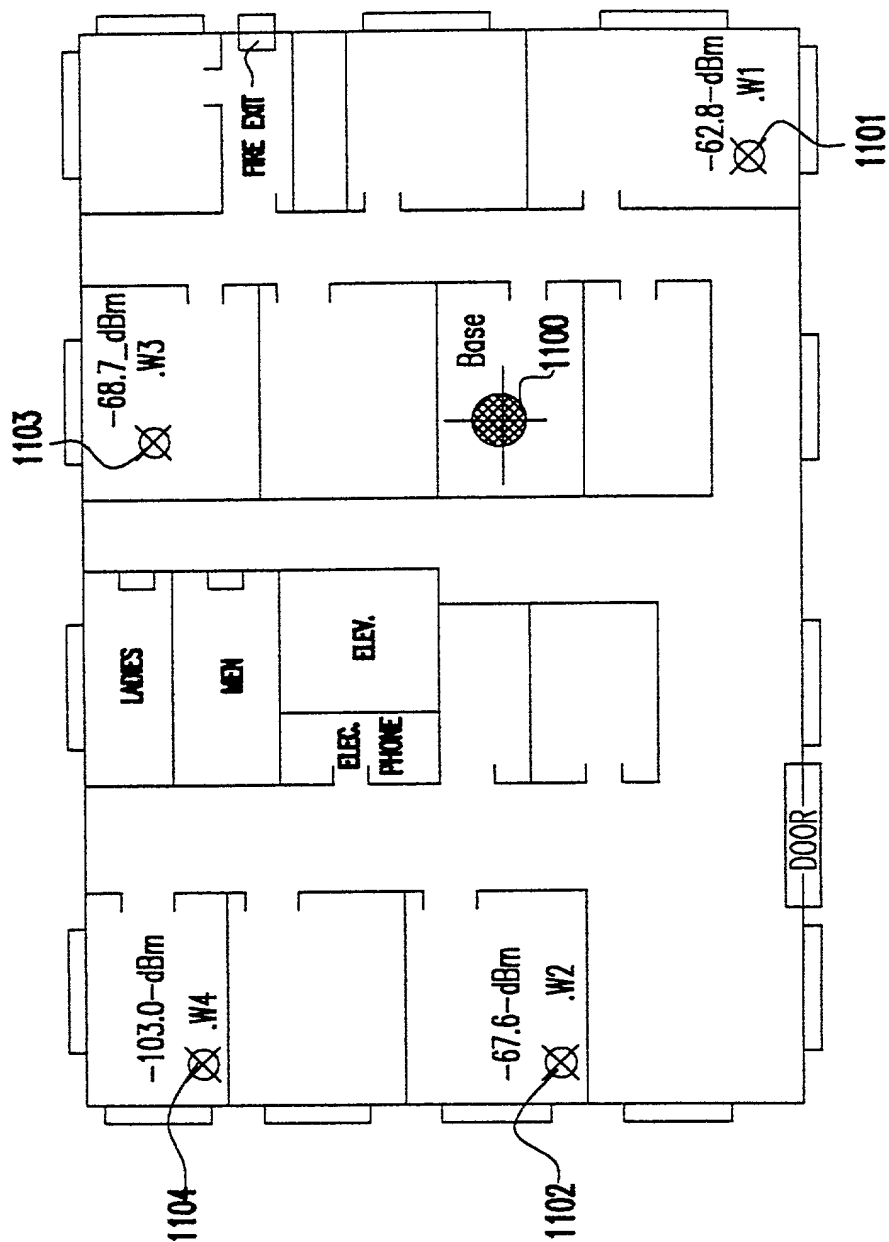 1103
1104
-103.0-dBm
.W4
LADIES
-68.7_dBm
.W3
MEN
FIRE EXIT
ELEC.
PHONE
ELEV.
Base
1100
-67.6-dBm
.W2
1102
-62.8-dBm
.W1
DOOR
1101